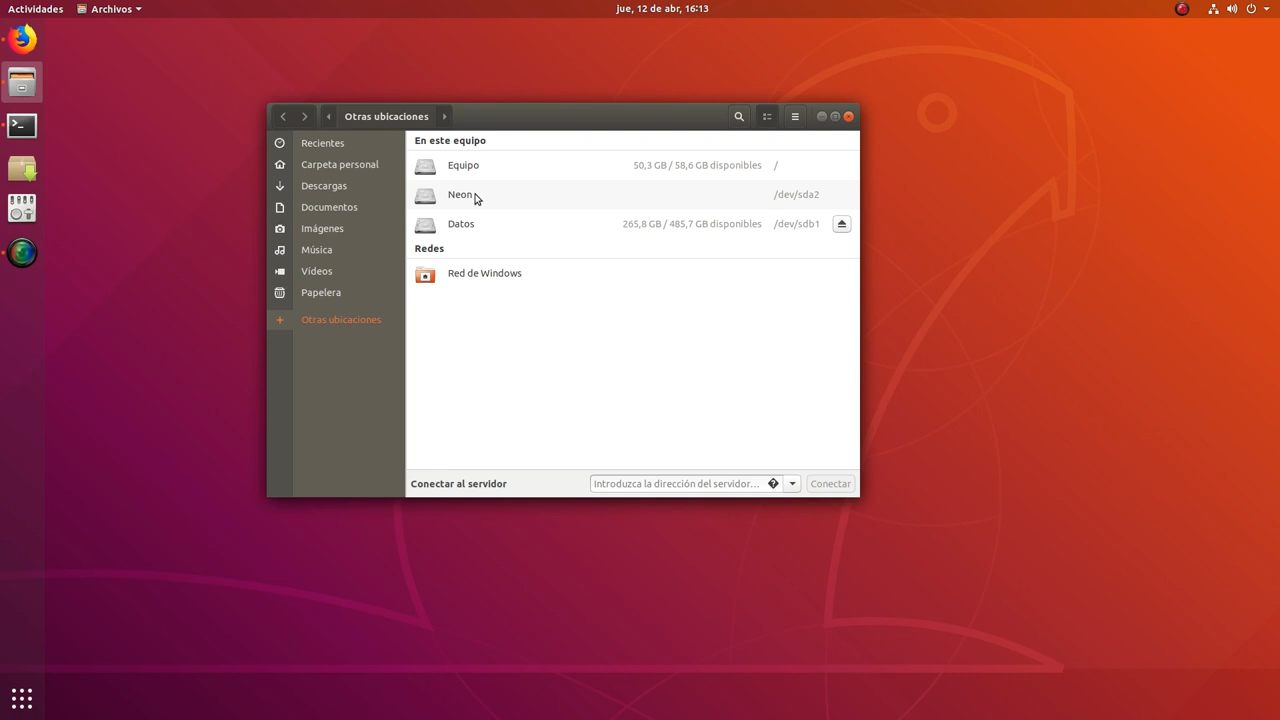 Actividades Archivos jue, 12 de abr, 16:13
Otras ubicaciones
Recientes
Carpeta personal
Descargas
Documentos
Imágenes
Música
Vídeos
Papelera
Otras ubicaciones
En este equipo
Equipo 50,3 GB / 58,6 GB disponibles /
Neon /dev/sda2
Datos 265,8 GB / 485,7 GB disponibles /dev/sdb1
Redes
Red de Windows
Conectar al servidor Introduzca la dirección del servidor… Conectar